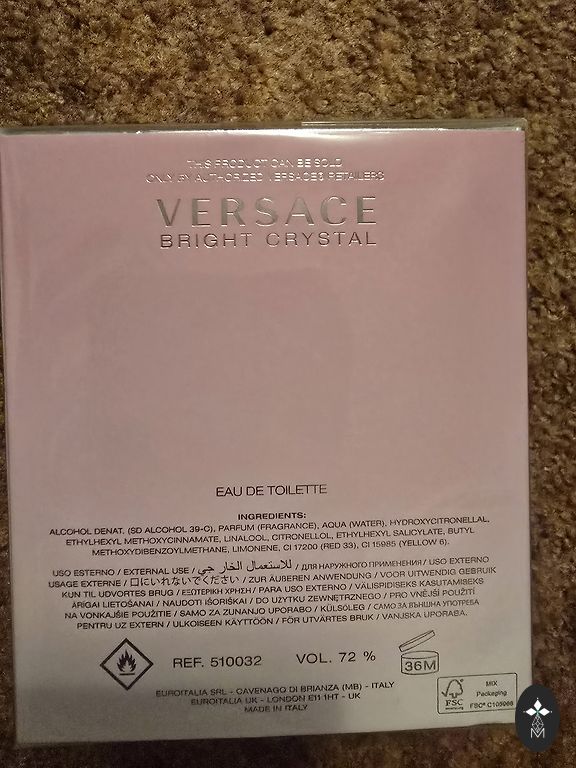 THIS PRODUCT CAN BE SOLD
ONLY BY AUTHORIZED VERSACE RETAILERS
VERSACE
BRIGHT CRYSTAL
EAU DE TOILETTE
INGREDIENTS:
ALCOHOL DENAT. (SD ALCOHOL 39-C), PARFUM (FRAGRANCE), AQUA (WATER), HYDROXYCITRONELLAL,
ETHYLHEXYL METHOXYCINNAMATE, LINALOOL, CITRONELLOL, ETHYLHEXYL SALICYLATE, BUTYL
METHOXYDIBENZOYLMETHANE, LIMONENE, CI 17200 (RED 33), CI 15985 (YELLOW 6).
USO ESTERNO / EXTERNAL USE / للاستعمال الخارجي / ДЛЯ НАРУЖНОГО ПРИМЕНЕНИЯ / USO EXTERNO
USAGE EXTERNE / 口にいれないでください / ZUR ÄUßEREN ANWENDUNG / VOOR UITWENDIG GEBRUIK
KUN TIL UDVORTES BRUG / ΕΞΩΤΕΡΙΚΗ ΧΡΗΣΗ / PARA USO EXTERNO / VÄLISPIDISEKS KASUTAMISEKS
ĀRĪGAI LIETOŠANAI / NAUDOTI IŠORIŠKAI / DO UŻYTKU ZEWNĘTRZNEGO / PRO VNĚJŠÍ POUŽITÍ
NA VONKAJŠIE POUŽITIE / SAMO ZA ZUNANJO UPORABO / KÜLSŐLEG / САМО ЗА ВЪНШНА УПОТРЕБА
PENTRU UZ EXTERN / ULKOISEEN KÄYTTÖÖN / FÖR UTVÄRTES BRUK / VANJSKA UPORABA.
REF. 510032 VOL. 72 % 36M
EUROITALIA SRL - CAVENAGO DI BRIANZA (MB) - ITALY
EUROITALIA UK - LONDON E11 1HT - UK
MADE IN ITALY
FSC
MIX
Packaging
FSC® C105968
M